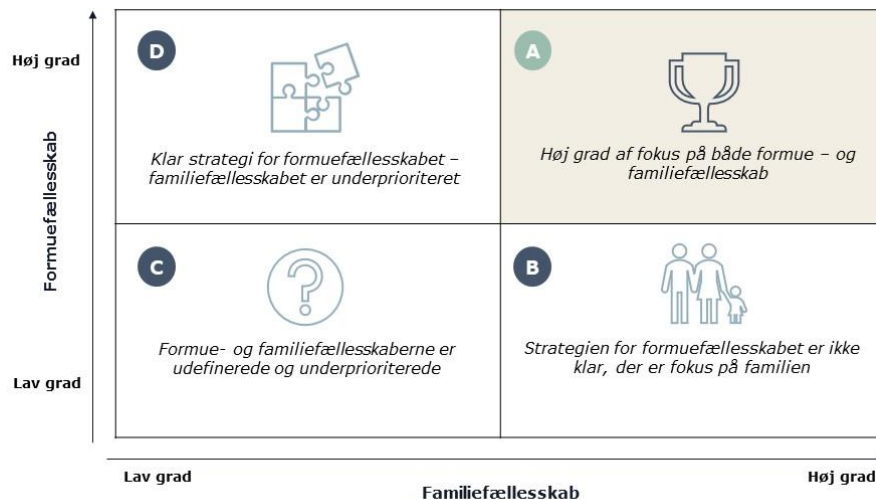 Høj grad
Formuefællesskab
Lav grad
D
Klar strategi for formuefællesskabet –
familiefællesskabet er underprioriteret
A
Høj grad af fokus på både formue – og
familiefællesskab
C
Formue- og familiefællesskaberne er
udefinerede og underprioriterede
B
Strategien for formuefællesskabet er ikke
klar, der er fokus på familien
Lav grad
Høj grad
Familiefællesskab